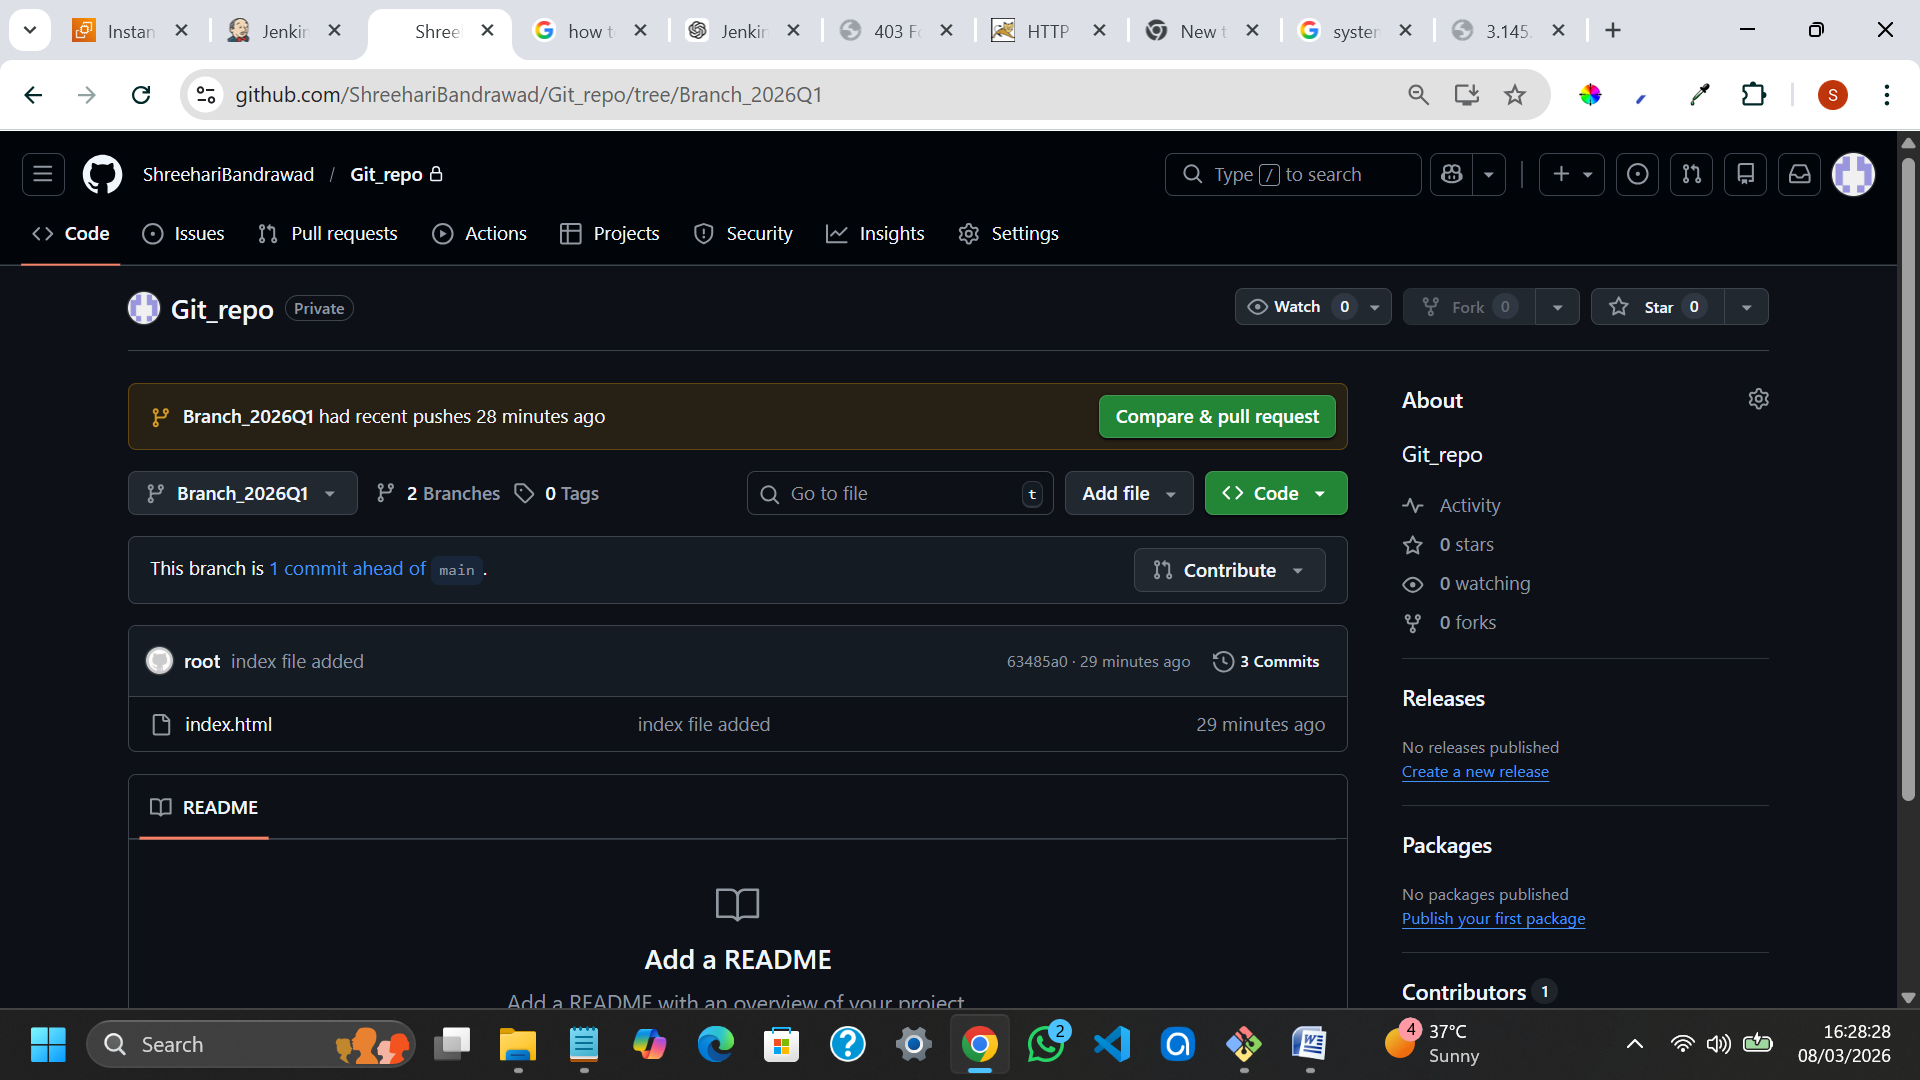 Instan
Jenkin
Shree
how t
Jenkin
403 F
HTTP
New t
syster
3.145.
github.com/ShreehariBandrawad/Git_repo/tree/Branch_2026Q1
S
ShreehariBandrawad / Git_repo
Type / to search
Code
Issues
Pull requests
Actions
Projects
Security
Insights
Settings
Git_repo Private
Watch 0
Fork 0
Star 0
Branch_2026Q1 had recent pushes 28 minutes ago
Compare & pull request
Branch_2026Q1
2 Branches
0 Tags
Go to file t
Add file
Code
This branch is 1 commit ahead of main .
Contribute
root index file added
63485a0 · 29 minutes ago
3 Commits
index.html
index file added
29 minutes ago
README
Add a README
Add a README with an overview of your project
About
Git_repo
Activity
0 stars
0 watching
0 forks
Releases
No releases published
Create a new release
Packages
No packages published
Publish your first package
Contributors 1
Search
2
4
37°C
Sunny
16:28:28
08/03/2026